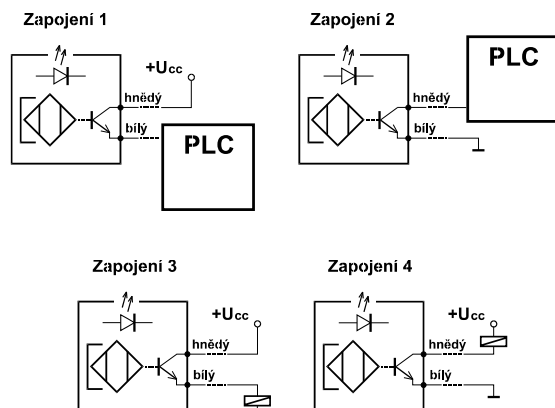 Zapojení 1
Zapojení 2
+Ucc
hnědý
bílý
PLC
hnědý
bílý
PLC
Zapojení 3
Zapojení 4
+Ucc
hnědý
bílý
+Ucc
hnědý
bílý